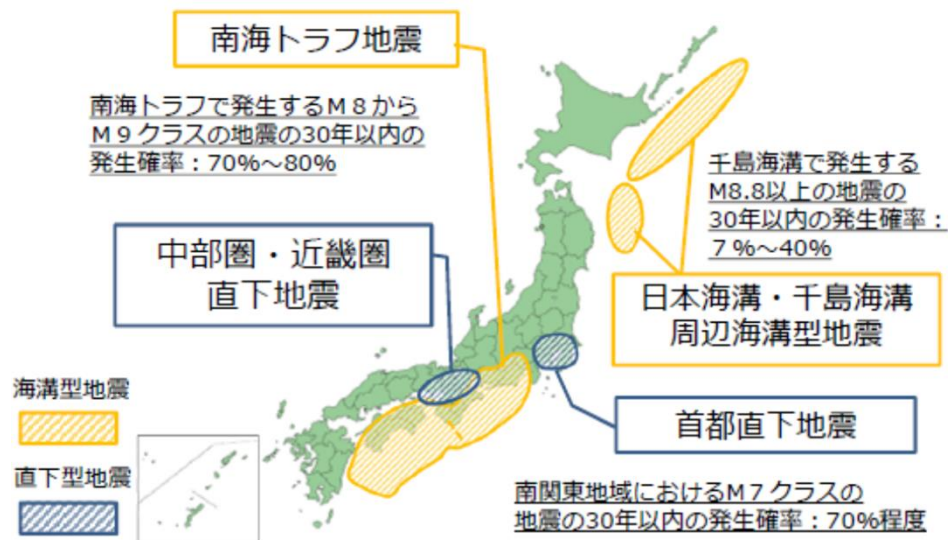 南海トラフ地震
南海トラフで発生するM８から
M９クラスの地震の30年以内の
発生確率：70%～80%
千島海溝で発生する
M8.8以上の地震の
30年以内の発生確率：
７%～40%
中部圏・近畿圏
直下地震
日本海溝・千島海溝
周辺海溝型地震
海溝型地震
首都直下地震
直下型地震
南関東地域におけるM７クラスの
地震の30年以内の発生確率：70%程度